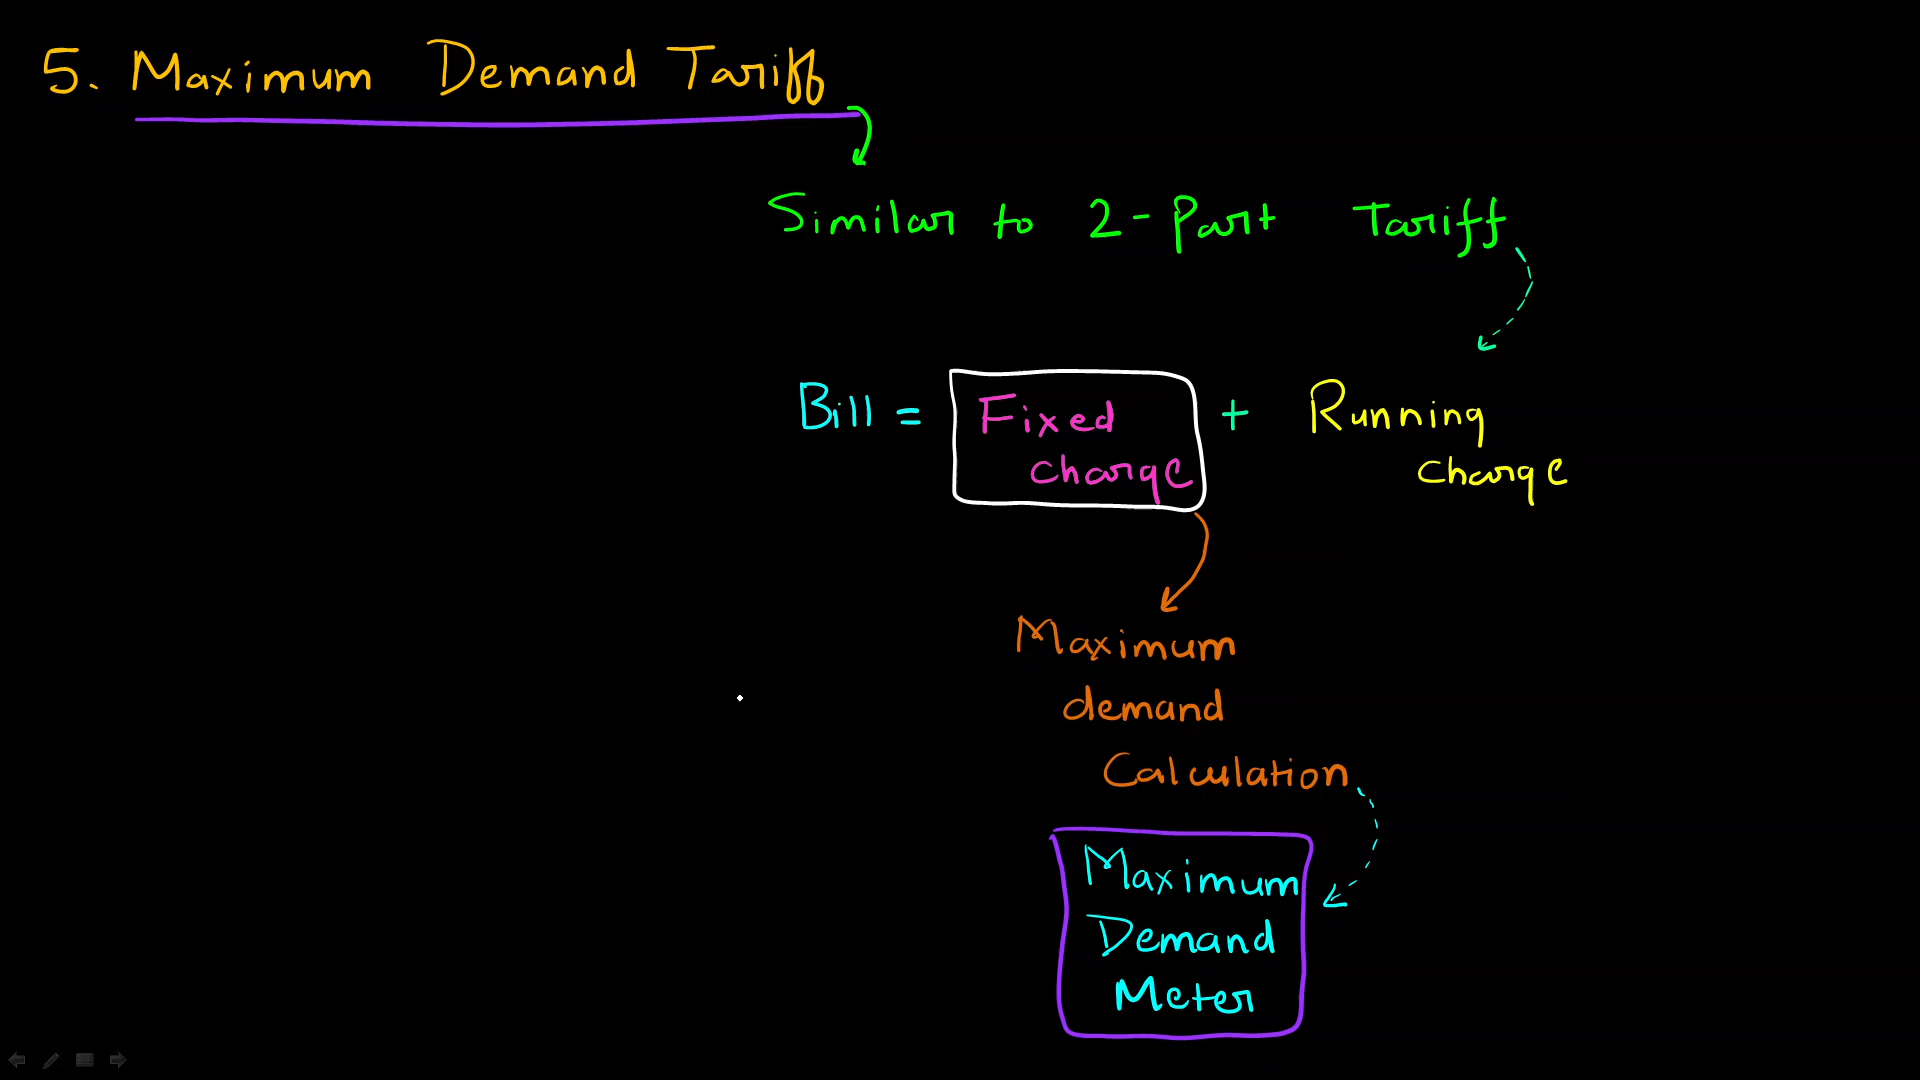 5. Maximum Demand Tariff
Similar to 2-Part Tariff
Bill = Fixed + Running
charge charge
Maximum
demand
Calculation
Maximum
Demand
Meter